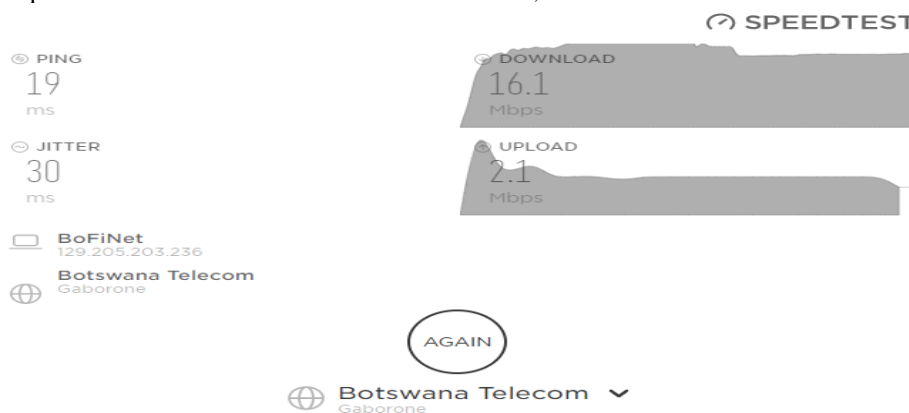 SPEEDTEST
PING
19
ms
DOWNLOAD
16.1
Mbps
JITTER
30
ms
UPLOAD
2.1
Mbps
BoFiNet
129.205.203.236
Botswana Telecom
Gaborone
AGAIN
Botswana Telecom
Gaborone